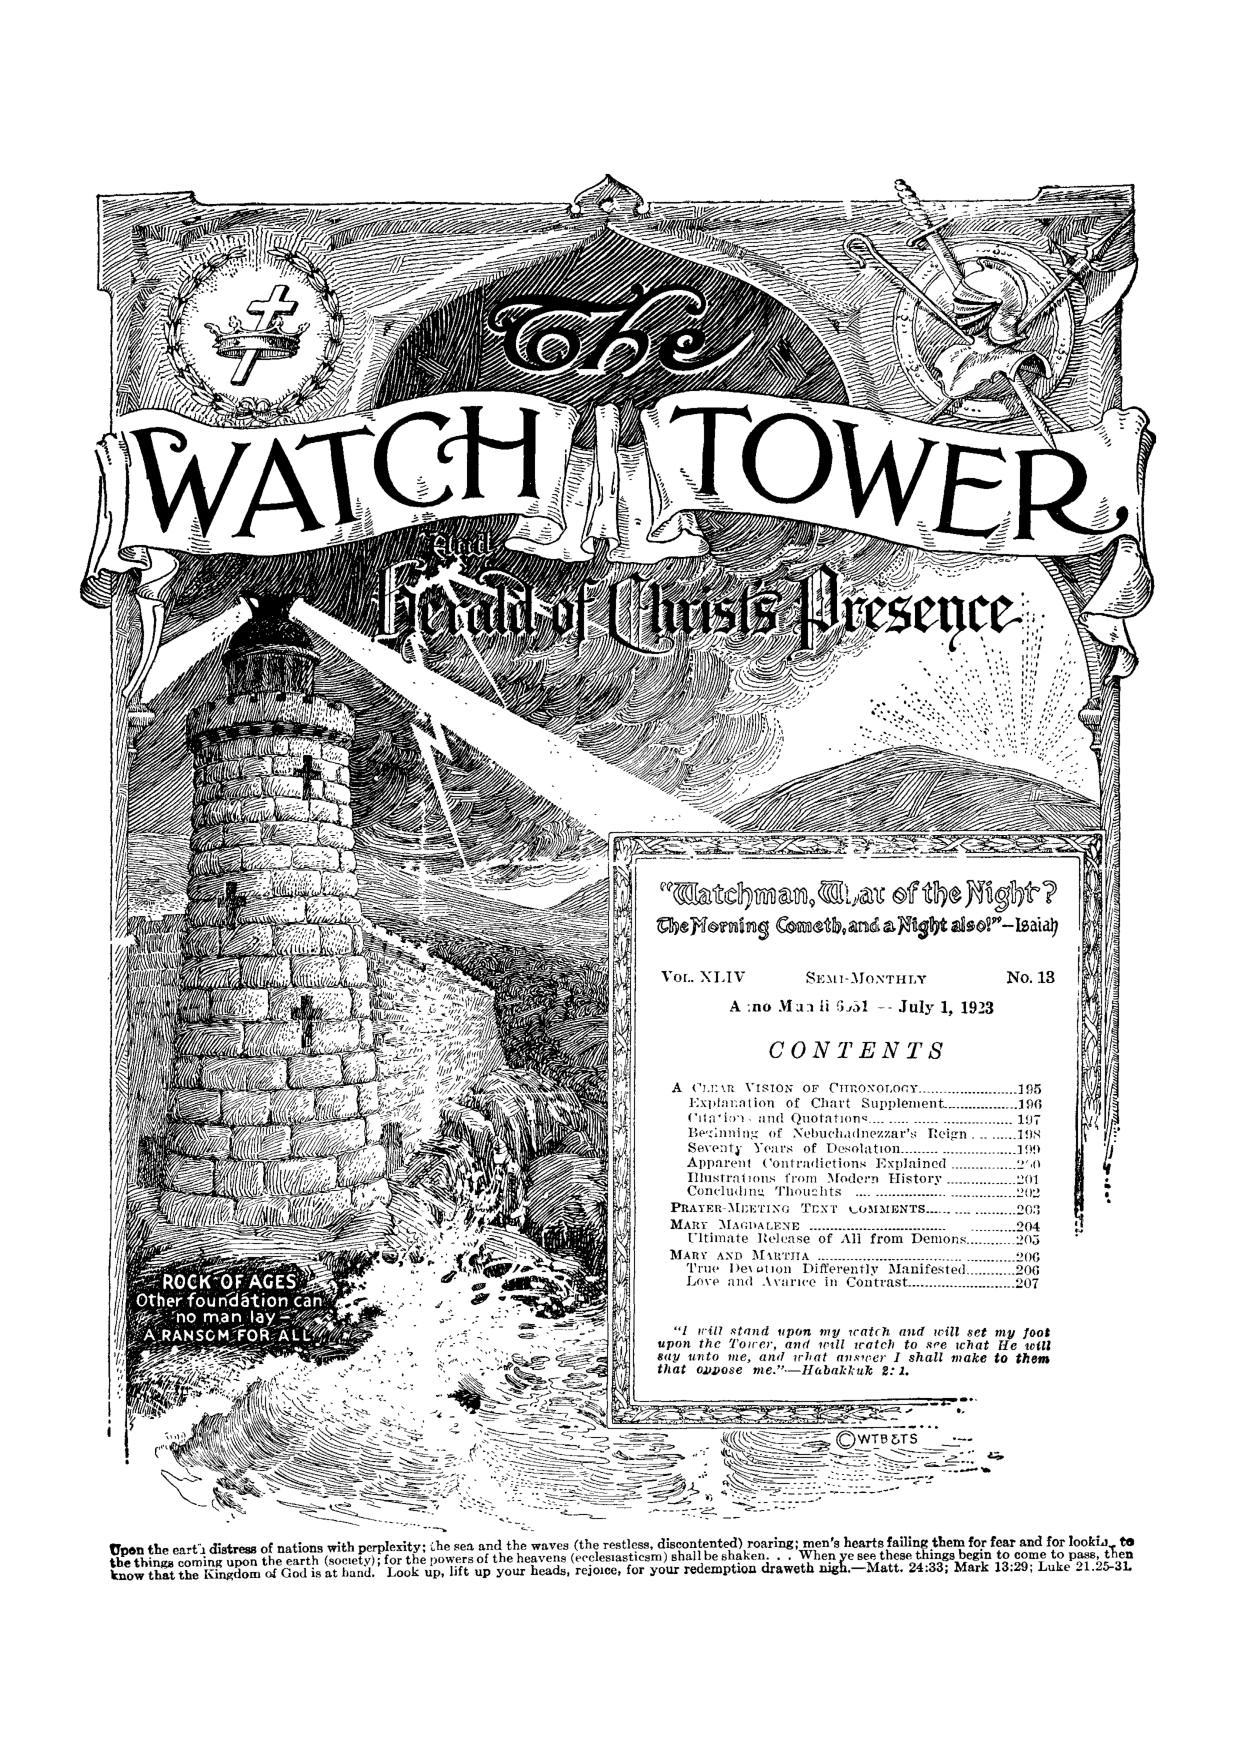 The
WATCH TOWER
And
Herald of Christ's Presence
"Watchman, What of the Night?
The Morning Cometh, and a Night also!"—Isaiah
VOL. XLIV SEMI-MONTHLY No. 13
July 1, 1923
CONTENTS
A CLEAR VISION OF CHRONOLOGY 195
Explanation of Chart Supplement 196
Citations and Quotations 197
Beginning of Nebuchadnezzar's Reign 198
Seventy Years of Desolation 199
Apparent Contradictions Explained
Illustrations from Modern History 201
Concluding Thoughts 202
PRAYER-MEETING TEXT COMMENTS 203
MARY MAGDALENE 204
Ultimate Release of All from Demons 205
MARY AND MARTHA 206
True Devotion Differently Manifested 206
Love and Avarice in Contrast 207
"I will stand upon my watch and will set my foot
upon the Tower, and will watch to see what He will
say unto me, and what answer I shall make to them
that oppose me."—Habakkuk 2:1.
ROCK OF AGES
Other foundation can
no man lay—
A RANSOM FOR ALL
©WTB&TS
Upon the earth distress of nations with perplexity; the sea and the waves (the restless, discontented) roaring; men's hearts failing them for fear and for looking to
the things coming upon the earth (society); for the powers of the heavens (ecclesiasticsm) shall be shaken. . . When ye see these things begin to come to pass, then
know that the Kingdom of God is at hand. Look up, lift up your heads, rejoice, for your redemption draweth nigh.—Matt. 24:33; Mark 13:29; Luke 21:25-31.